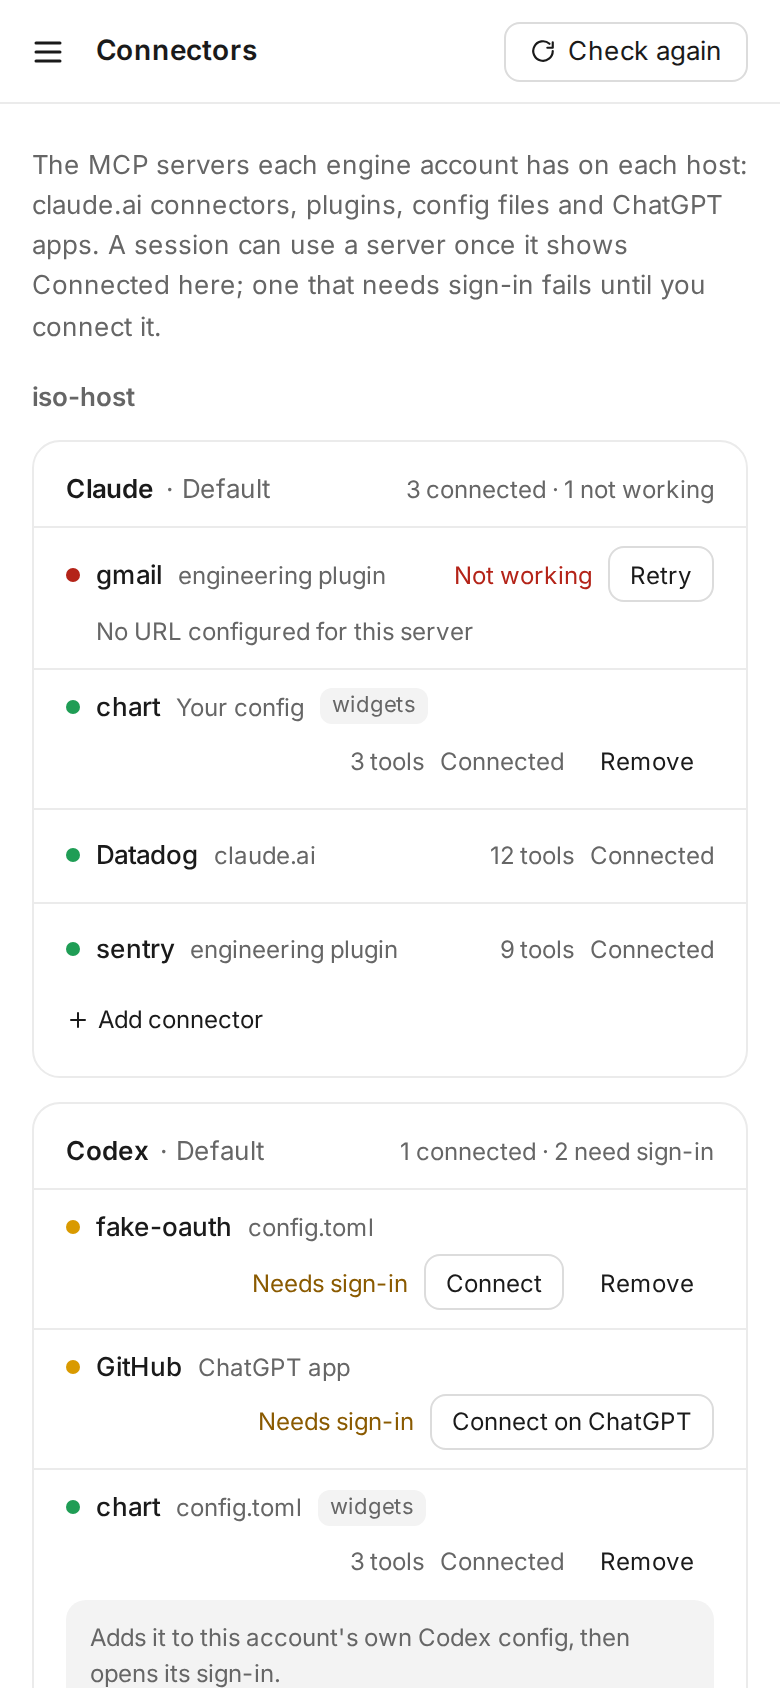 Connectors
Check again
The MCP servers each engine account has on each host:
claude.ai connectors, plugins, config files and ChatGPT
apps. A session can use a server once it shows
Connected here; one that needs sign-in fails until you
connect it.
iso-host
Claude · Default 3 connected · 1 not working
gmail engineering plugin Not working Retry
No URL configured for this server
chart Your config widgets
3 tools Connected Remove
Datadog claude.ai 12 tools Connected
sentry engineering plugin 9 tools Connected
+ Add connector
Codex · Default 1 connected · 2 need sign-in
fake-oauth config.toml
Needs sign-in Connect Remove
GitHub ChatGPT app
Needs sign-in Connect on ChatGPT
chart config.toml widgets
3 tools Connected Remove
Adds it to this account's own Codex config, then
opens its sign-in.